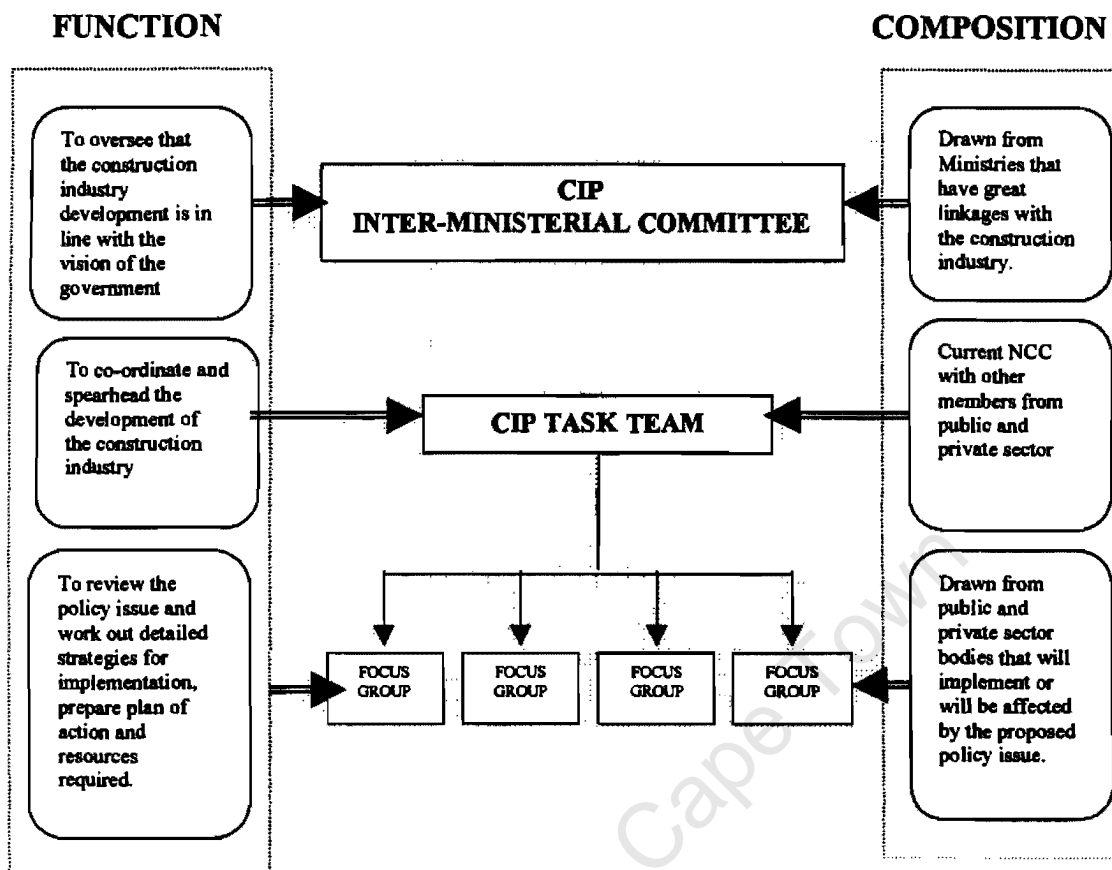 FUNCTION
COMPOSITION
To oversee that
the construction
industry
development is in
line with the
vision of the
government
CIP
INTER-MINISTERIAL COMMITTEE
Drawn from
Ministries that
have great
linkages with
the construction
industry.
To co-ordinate and
spearhead the
development of
the construction
industry
CIP TASK TEAM
Current NCC
with other
members from
public and
private sector
To review the
policy issue and
work out detailed
strategies for
implementation,
prepare plan of
action and
resources
required.
FOCUS
GROUP
FOCUS
GROUP
FOCUS
GROUP
FOCUS
GROUP
Drawn from
public and
private sector
bodies that will
implement or
will be affected
by the proposed
policy issue.
Cape Town